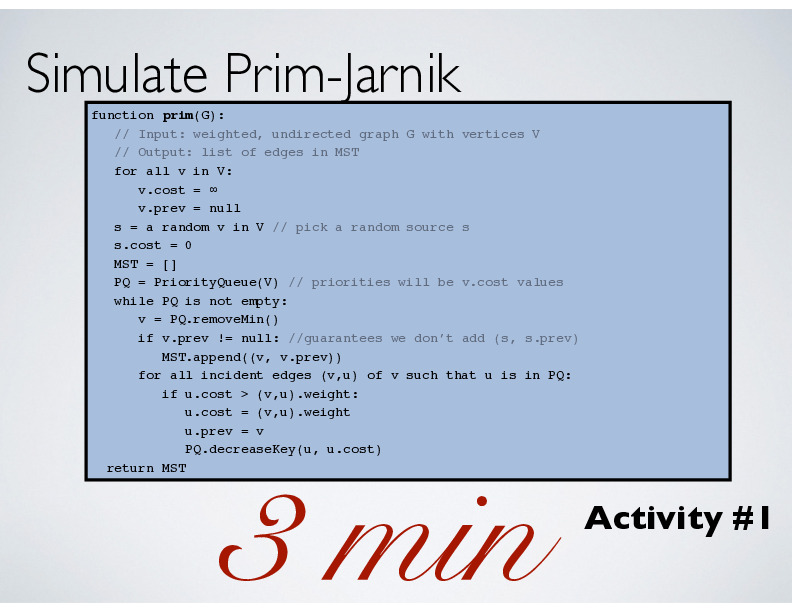 Simulate Prim-Jarnik
function prim(G):
   // Input: weighted, undirected graph G with vertices V
   // Output: list of edges in MST
   for all v in V:
      v.cost = ∞
      v.prev = null
   s = a random v in V // pick a random source s
   s.cost = 0
   MST = []
   PQ = PriorityQueue(V) // priorities will be v.cost values
   while PQ is not empty:
      v = PQ.removeMin()
      if v.prev != null: //guarantees we don't add (s, s.prev)
         MST.append((v, v.prev))
      for all incident edges (v,u) of v such that u is in PQ:
         if u.cost > (v,u).weight:
            u.cost = (v,u).weight
            u.prev = v
            PQ.decreaseKey(u, u.cost)
  return MST
3 min
Activity #1